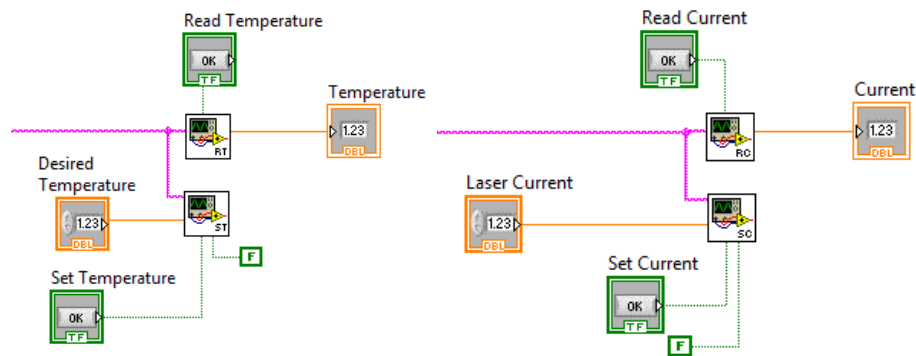 Read Temperature
OK
TF
Temperature
1.23
DBL
RT
Desired
Temperature
1.23
DBL
ST
F
Set Temperature
OK
TF
Read Current
OK
TF
Current
1.23
DBL
RC
Laser Current
1.23
DBL
SC
Set Current
OK
TF
F